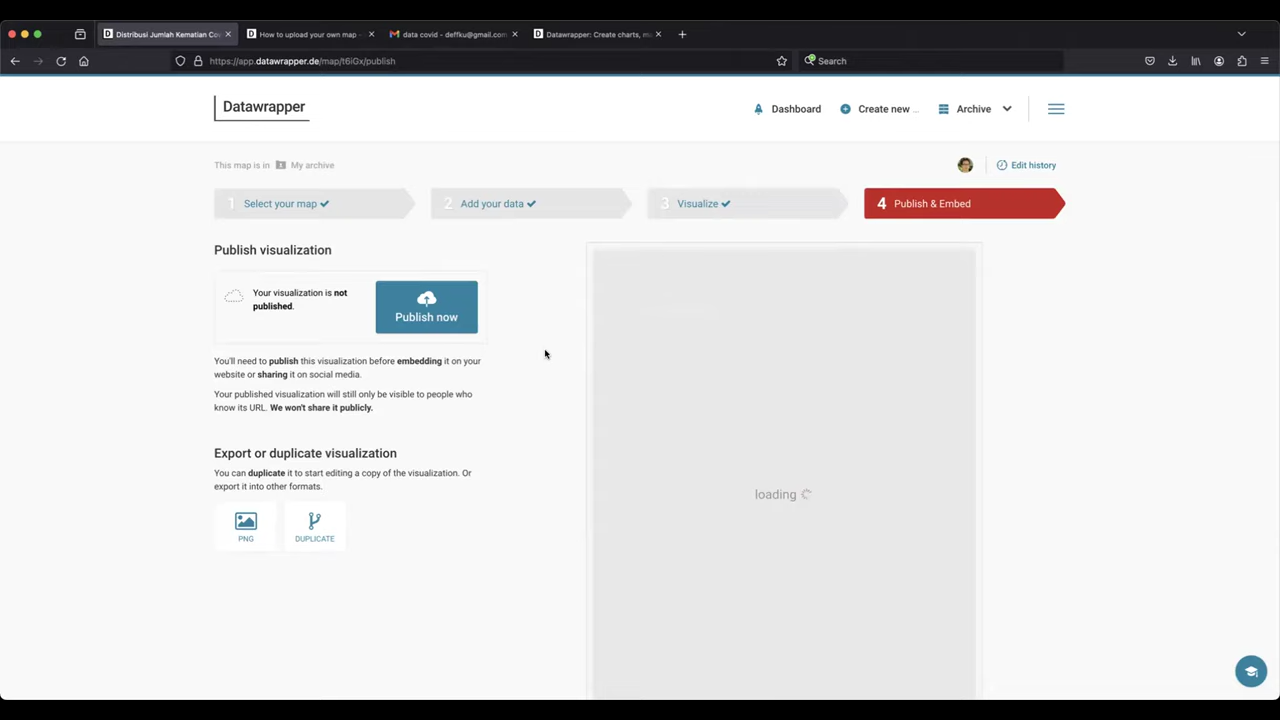 Distribusi Jumlah Kematian Cov
How to upload your own map -
data covid - deffku@gmail.com
Datawrapper: Create charts, ma
https://app.datawrapper.de/map/t6iGx/publish
Search
Datawrapper
Dashboard
Create new ...
Archive
This map is in My archive
Edit history
1 Select your map
2 Add your data
3 Visualize
4 Publish & Embed
Publish visualization
Your visualization is not
published.
Publish now
You'll need to publish this visualization before embedding it on your
website or sharing it on social media.
Your published visualization will still only be visible to people who
know its URL. We won't share it publicly.
Export or duplicate visualization
You can duplicate it to start editing a copy of the visualization. Or
export it into other formats.
PNG
DUPLICATE
loading